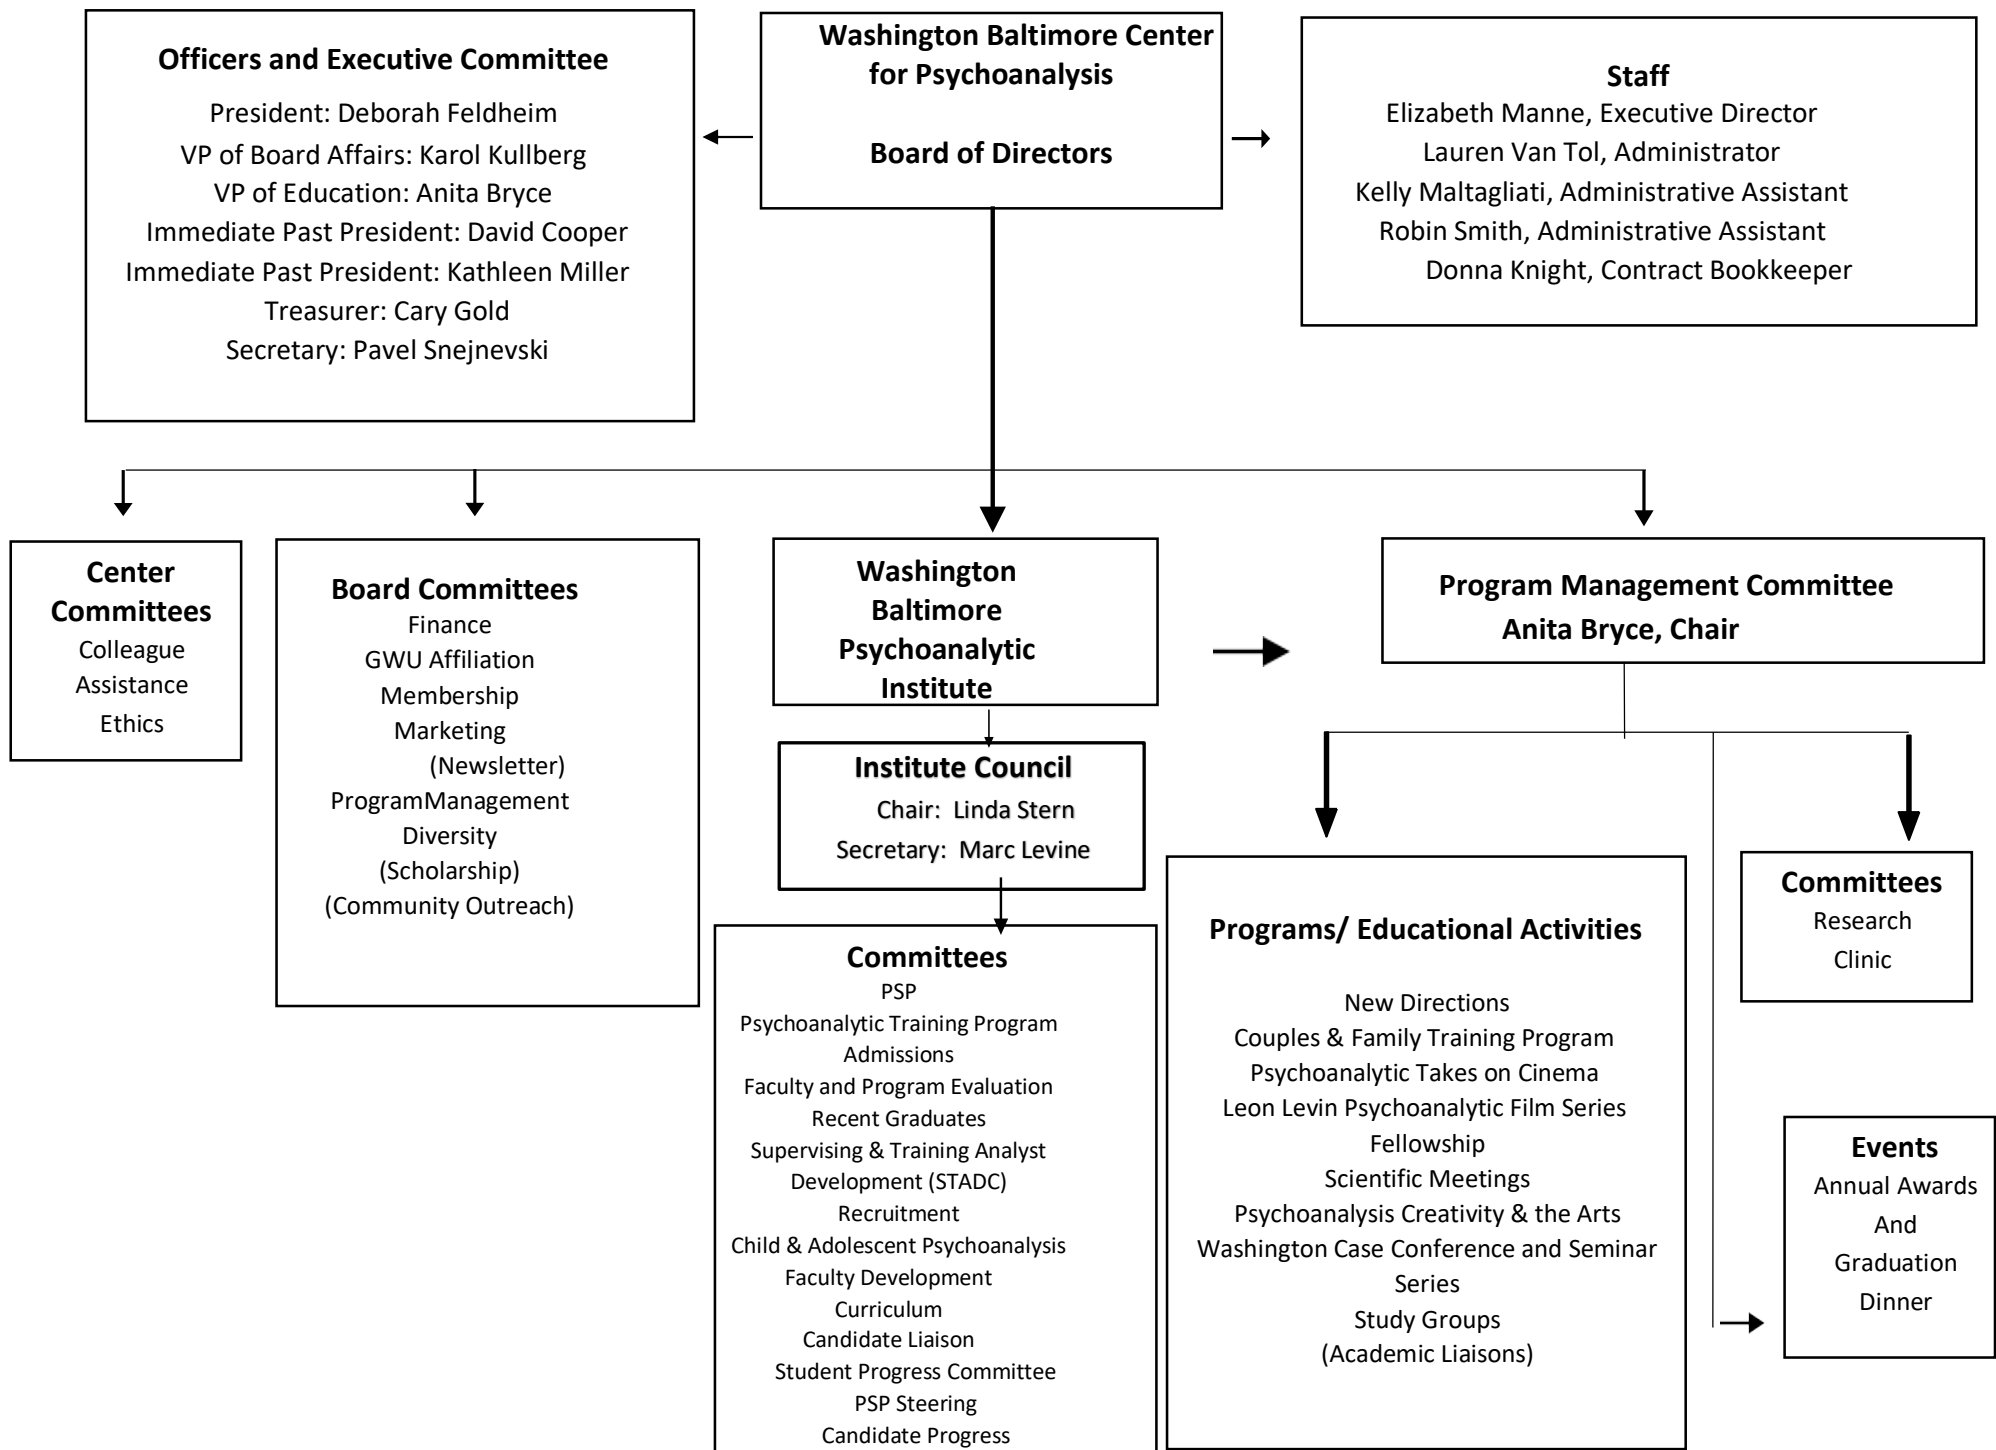 Officers and Executive Committee
President: Deborah Feldheim
VP of Board Affairs: Karol Kullberg
VP of Education: Anita Bryce
Immediate Past President: David Cooper
Immediate Past President: Kathleen Miller
Treasurer: Cary Gold
Secretary: Pavel Snejnevski
Washington Baltimore Center
for Psychoanalysis
Board of Directors
Staff
Elizabeth Manne, Executive Director
Lauren Van Tol, Administrator
Kelly Maltagliati, Administrative Assistant
Robin Smith, Administrative Assistant
Donna Knight, Contract Bookkeeper
Center
Committees
Colleague
Assistance
Ethics
Board Committees
Finance
GWU Affiliation
Membership
Marketing
(Newsletter)
ProgramManagement
Diversity
(Scholarship)
(Community Outreach)
Washington
Baltimore
Psychoanalytic
Institute
Institute Council
Chair: Linda Stern
Secretary: Marc Levine
Committees
PSP
Psychoanalytic Training Program
Admissions
Faculty and Program Evaluation
Recent Graduates
Supervising & Training Analyst
Development (STADC)
Recruitment
Child & Adolescent Psychoanalysis
Faculty Development
Curriculum
Candidate Liaison
Student Progress Committee
PSP Steering
Candidate Progress
Program Management Committee
Anita Bryce, Chair
Programs/ Educational Activities
New Directions
Couples & Family Training Program
Psychoanalytic Takes on Cinema
Leon Levin Psychoanalytic Film Series
Fellowship
Scientific Meetings
Psychoanalysis Creativity & the Arts
Washington Case Conference and Seminar
Series
Study Groups
(Academic Liaisons)
Committees
Research
Clinic
Events
Annual Awards
And
Graduation
Dinner